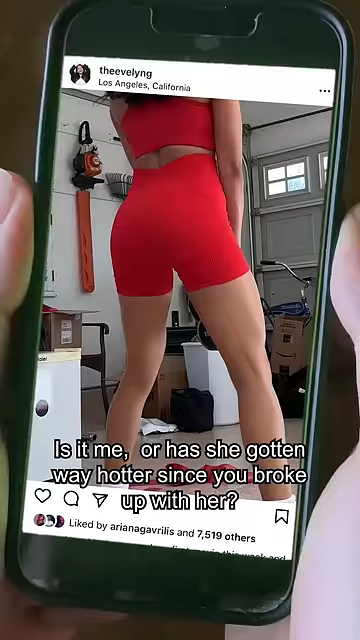 theevelyng
Los Angeles, California
Is it me, or has she gotten
way hotter since you broke
up with her?
Liked by arianagavrilis and 7,519 others